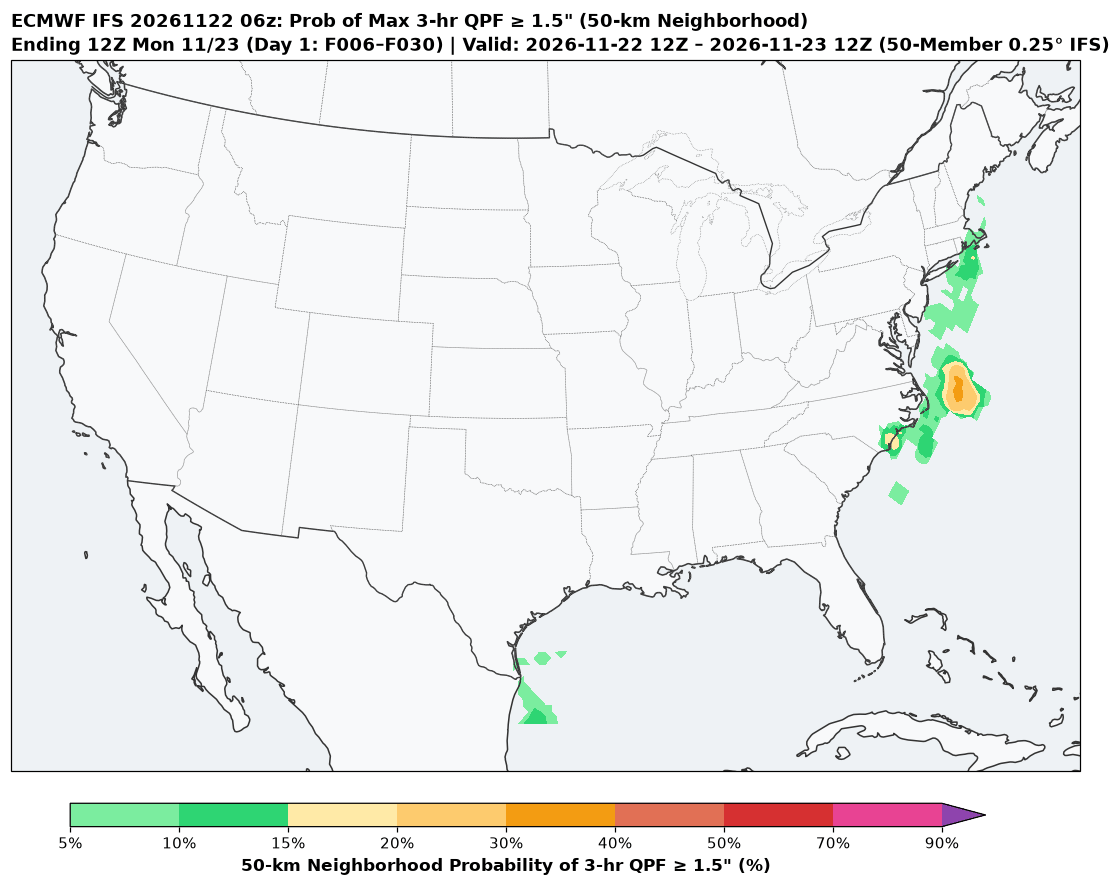 ECMWF IFS 20261122 06z: Prob of Max 3-hr QPF ≥ 1.5" (50-km Neighborhood)
Ending 12Z Mon 11/23 (Day 1: F006–F030) | Valid: 2026-11-22 12Z – 2026-11-23 12Z (50-Member 0.25° IFS)
5% 10% 15% 20% 30% 40% 50% 70% 90%
50-km Neighborhood Probability of 3-hr QPF ≥ 1.5" (%)